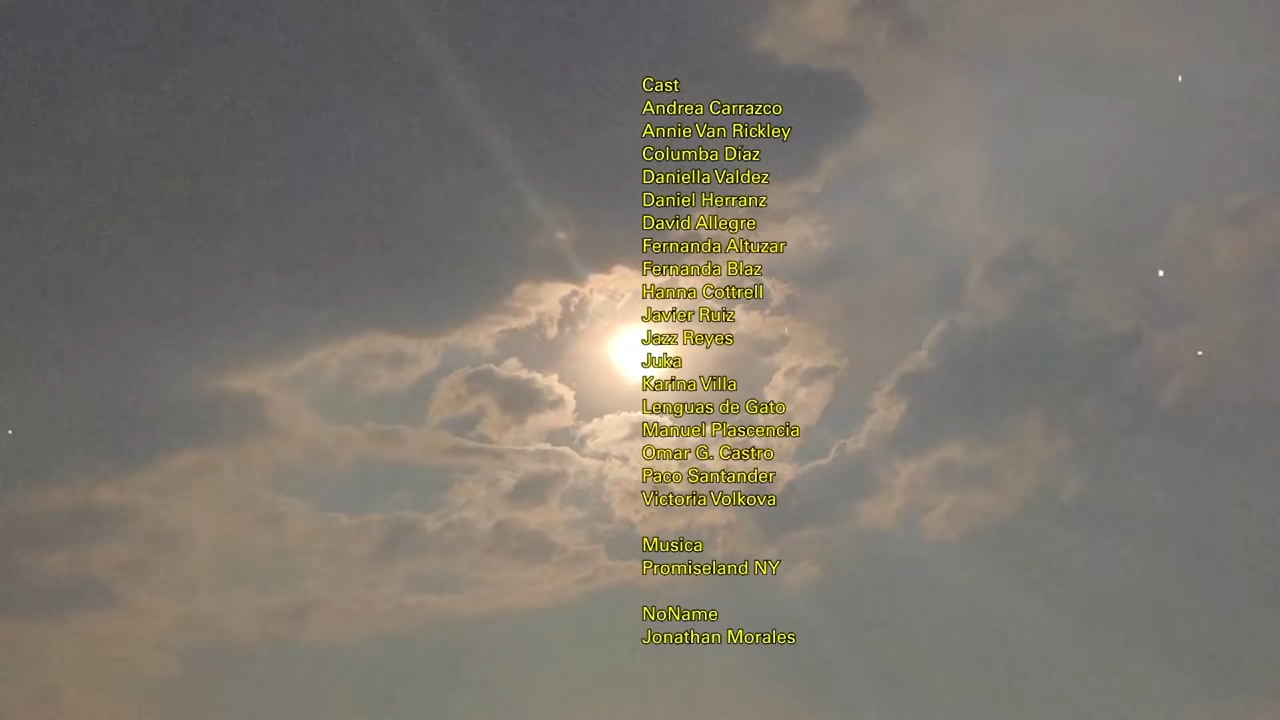 Cast
Andrea Carrazco
Annie Van Rickley
Columba Díaz
Daniella Valdez
Daniel Herranz
David Allegre
Fernanda Altuzar
Fernanda Blaz
Hanna Cottrell
Javier Ruiz
Jazz Reyes
Juka
Karina Villa
Lenguas de Gato
Manuel Plascencia
Omar G. Castro
Paco Santander
Victoria Volkova
Musica
Promiseland NY
NoName
Jonathan Morales